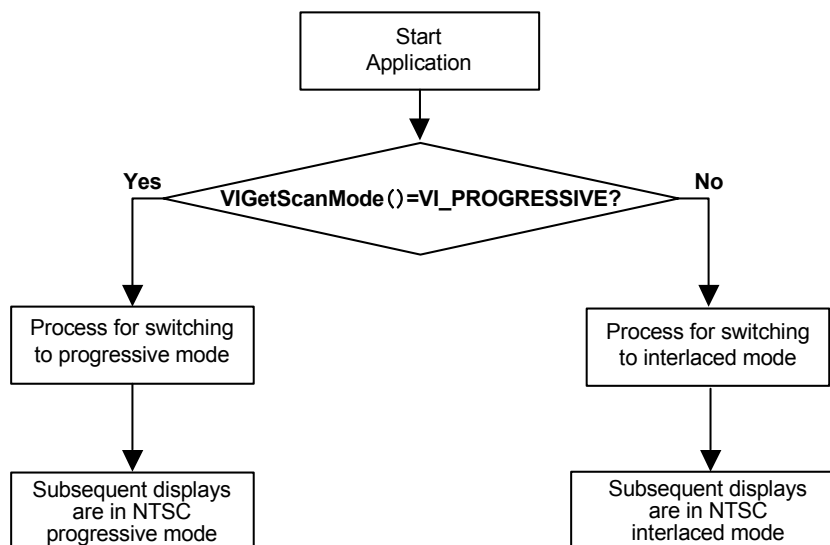 Start
Application
Yes
VIGetScanMode()=VI_PROGRESSIVE?
No
Process for switching
to progressive mode
Process for switching
to interlaced mode
Subsequent displays
are in NTSC
progressive mode
Subsequent displays
are in NTSC
interlaced mode